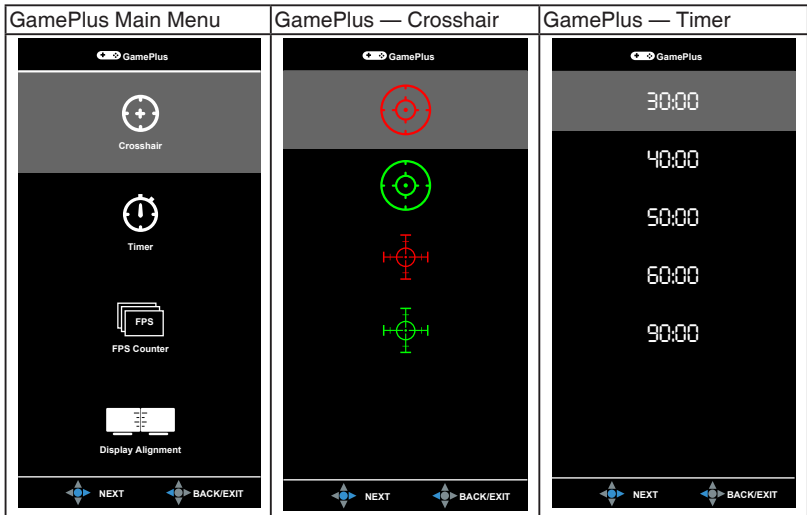 GamePlus Main Menu
GamePlus — Crosshair
GamePlus — Timer
GamePlus
Crosshair
Timer
FPS
FPS Counter
Display Alignment
NEXT
BACK/EXIT
GamePlus
NEXT
BACK/EXIT
GamePlus
30:00
40:00
50:00
60:00
90:00
NEXT
BACK/EXIT